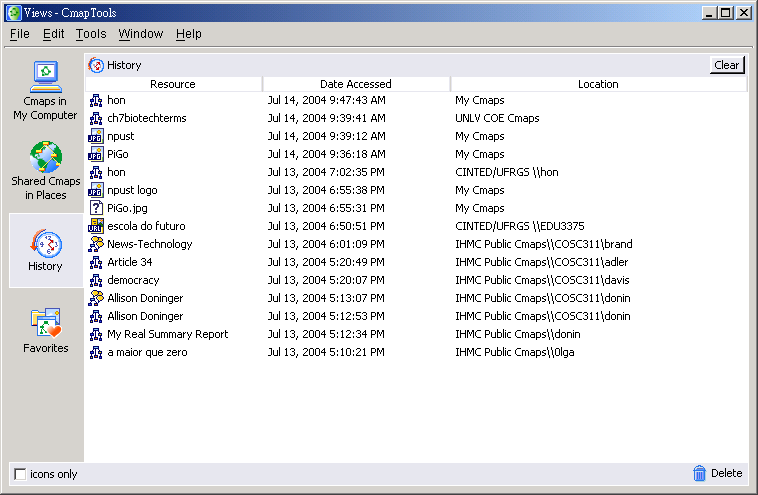 Views - CmapTools
File Edit Tools Window Help
Cmaps in
My Computer
Shared Cmaps
in Places
History
Favorites
History Clear
Resource Date Accessed Location
hon Jul 14, 2004 9:47:43 AM My Cmaps
ch7biotechterms Jul 14, 2004 9:39:41 AM UNLV COE Cmaps
JPG npust Jul 14, 2004 9:39:12 AM My Cmaps
JPG PiGo Jul 14, 2004 9:36:18 AM My Cmaps
hon Jul 13, 2004 7:02:35 PM CINTED/UFRGS \\hon
JPG npust logo Jul 13, 2004 6:55:38 PM My Cmaps
? PiGo.jpg Jul 13, 2004 6:55:31 PM My Cmaps
URL escola do futuro Jul 13, 2004 6:50:51 PM CINTED/UFRGS \\EDU3375
News-Technology Jul 13, 2004 6:01:09 PM IHMC Public Cmaps\\COSC311\brand
Article 34 Jul 13, 2004 5:20:49 PM IHMC Public Cmaps\\COSC311\adler
democracy Jul 13, 2004 5:20:07 PM IHMC Public Cmaps\\COSC311\davis
Allison Doninger Jul 13, 2004 5:13:07 PM IHMC Public Cmaps\\COSC311\donin
Allison Doninger Jul 13, 2004 5:12:53 PM IHMC Public Cmaps\\COSC311\donin
My Real Summary Report Jul 13, 2004 5:12:34 PM IHMC Public Cmaps\\donin
a maior que zero Jul 13, 2004 5:10:21 PM IHMC Public Cmaps\\0lga
icons only Delete